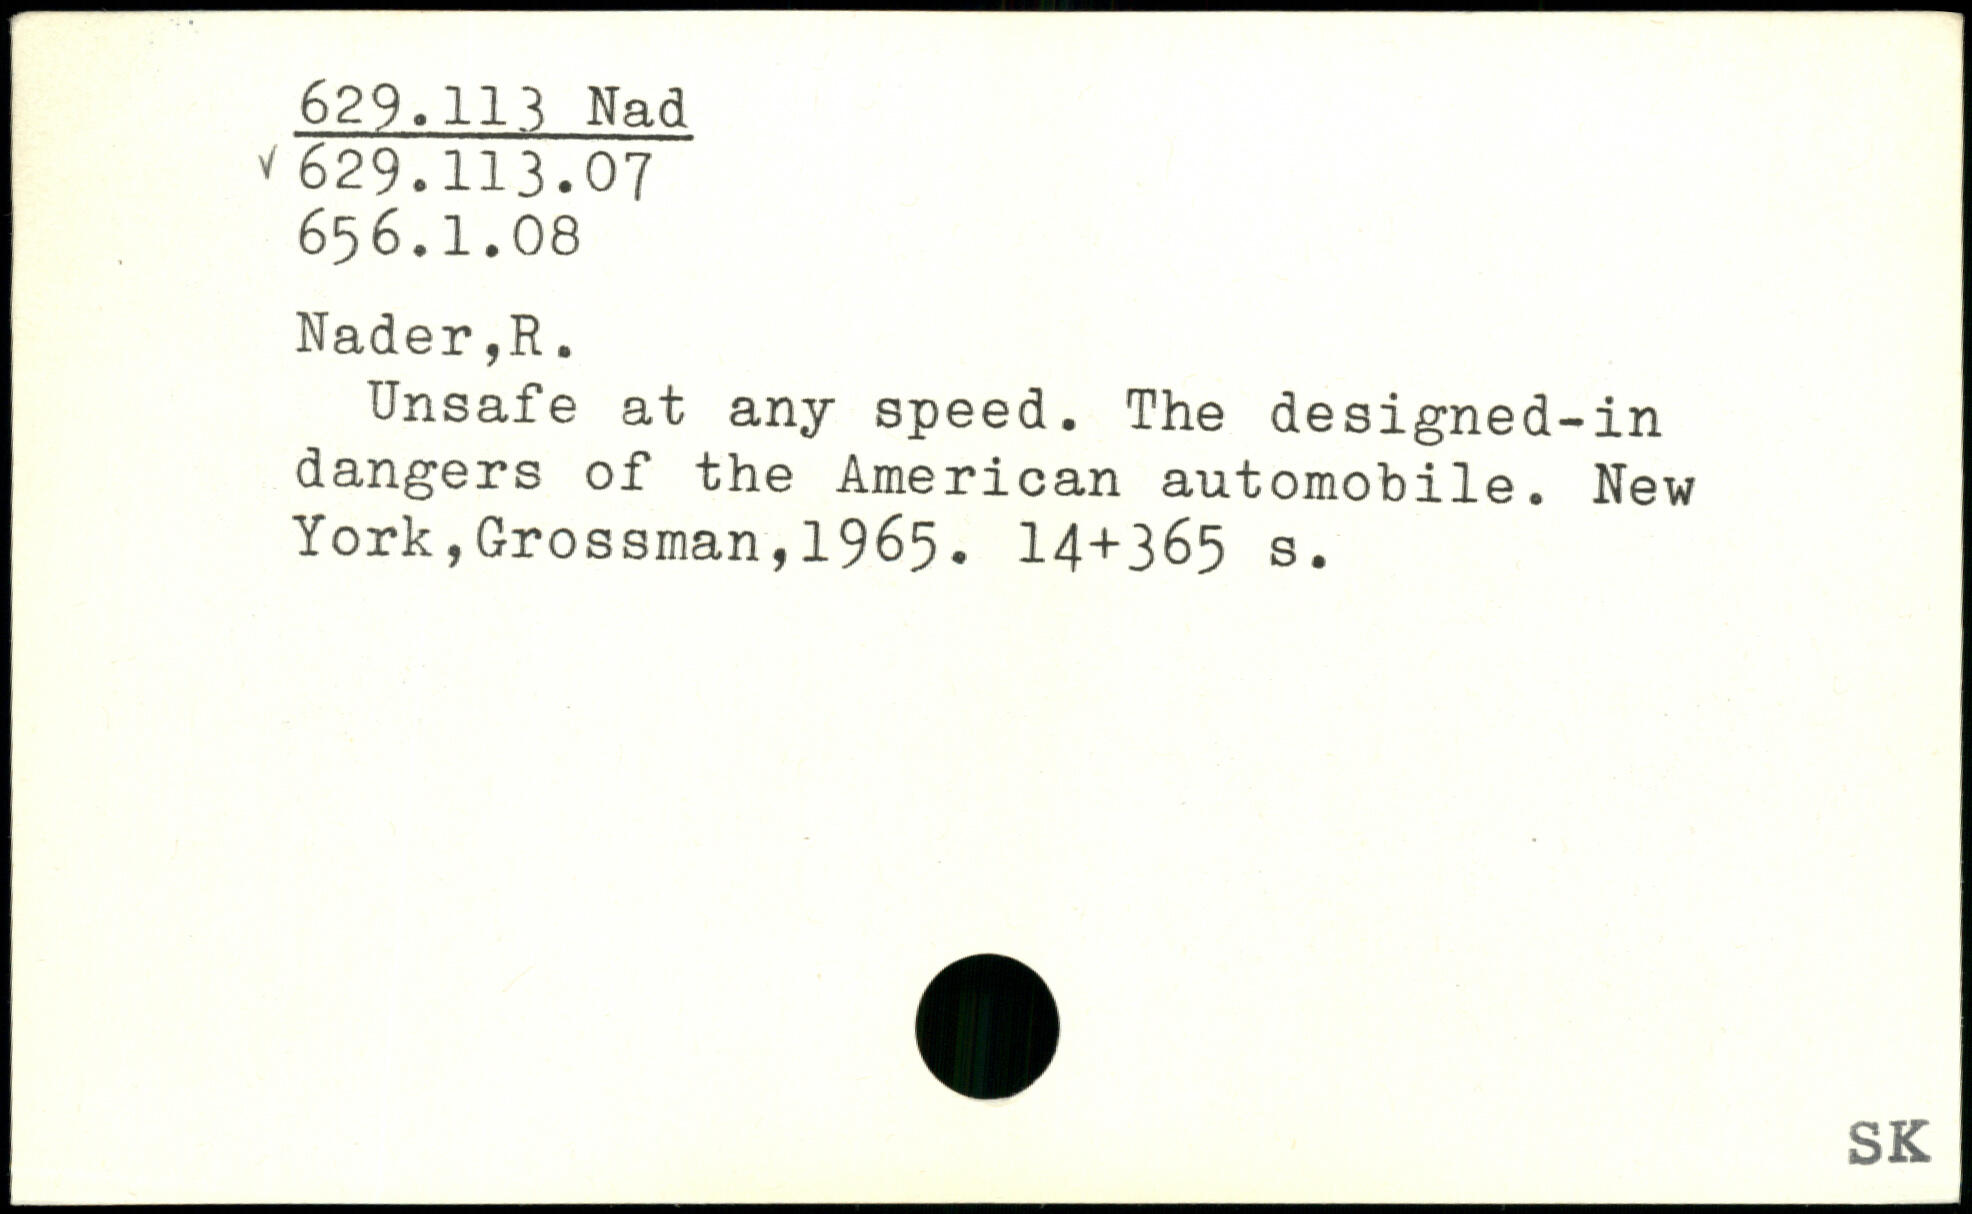 629.113 Nad
√ 629.113.07
656.1.08
Nader,R.
Unsafe at any speed. The designed-in
dangers of the American automobile. New
York,Grossman,1965. 14+365 s.
SK